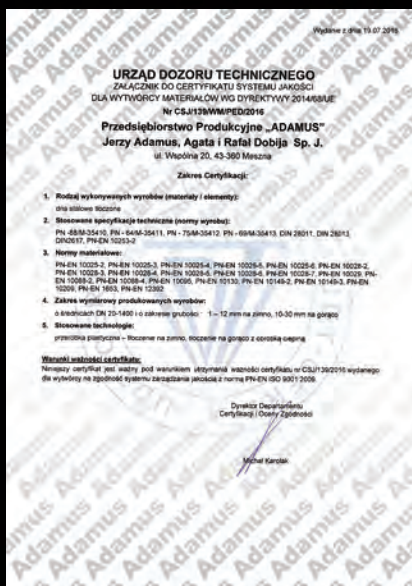 Wydanie z dnia 19.07.2016
URZĄD DOZORU TECHNICZNEGO
ZAŁĄCZNIK DO CERTYFIKATU SYSTEMU JAKOŚCI
DLA WYTWÓRCY MATERIAŁÓW WG DYREKTYWY 2014/68/UE
Nr CSJ/139/WM/PED/2016
Przedsiębiorstwo Produkcyjne „ADAMUS"
Jerzy Adamus, Agata i Rafał Dobija Sp. J.
ul. Wspólna 20, 43-360 Meszna
Zakres Certyfikacji:
1. Rodzaj wykonywanych wyrobów (materiały / elementy):
dna stalowe tłoczone
2. Stosowane specyfikacje techniczne (normy wyrobu):
PN -66/M-35410, PN - 64/M-35411, PN - 75/M-35412, PN - 69/M-35413, DIN 28011, DIN 28013,
DIN2617, PN-EN 10253-2
3. Normy materiałowe:
PN-EN 10025-2, PN-EN 10025-3, PN-EN 10025-4, PN-EN 10025-5, PN-EN 10025-6, PN-EN 10028-2,
PN-EN 10028-3, PN-EN 10028-4, PN-EN 10028-5, PN-EN 10028-6, PN-EN 10028-7, PN-EN 10029, PN-
EN 10088-2, PN-EN 10088-4, PN-EN 10095, PN-EN 10130, PN-EN 10149-2, PN-EN 10149-3, PN-EN
10209, PN-EN 1653, PN-EN 12392
4. Zakres wymiarowy produkowanych wyrobów:
o średnicach DN 20-1400 i o zakresie grubości: 1 – 12 mm na zimno, 10-30 mm na gorąco
5. Stosowane technologie:
przeróbka plastyczna – tłoczenie na zimno, tłoczenie na gorąco z obróbką cieplną
Warunki ważności certyfikatu:
Niniejszy certyfikat jest ważny pod warunkiem utrzymania ważności certyfikatu nr CSJ/139/2016 wydanego
dla wytwórcy na zgodność systemu zarządzania jakością z normą PN-EN ISO 9001:2009.
Dyrektor Departamentu
Certyfikacji i Oceny Zgodności
Michał Karolak
Adamus